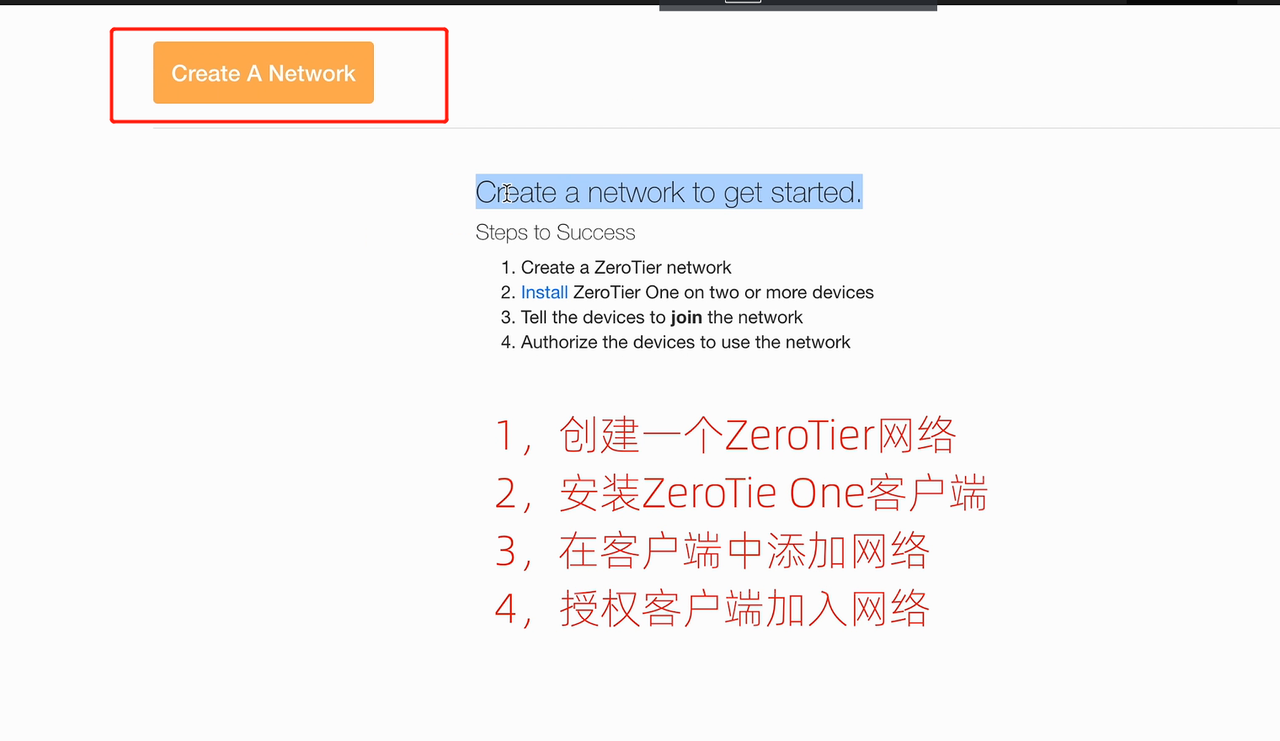 Create A Network
Create a network to get started.
Steps to Success
1. Create a ZeroTier network
2. Install ZeroTier One on two or more devices
3. Tell the devices to join the network
4. Authorize the devices to use the network
1，创建一个ZeroTier网络
2，安装ZeroTie One客户端
3，在客户端中添加网络
4，授权客户端加入网络